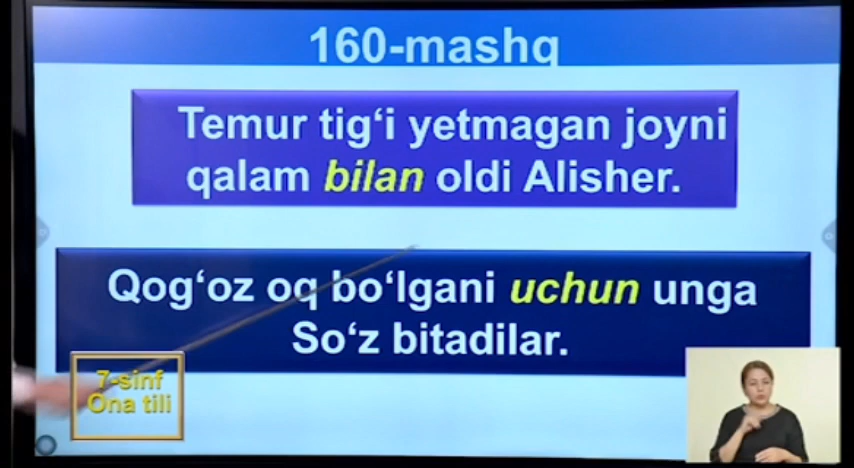 160-mashq
Temur tig‘i yetmagan joyni
qalam bilan oldi Alisher.
Qog‘oz oq bo‘lgani uchun unga
So‘z bitadilar.
7-sinf
Ona tili